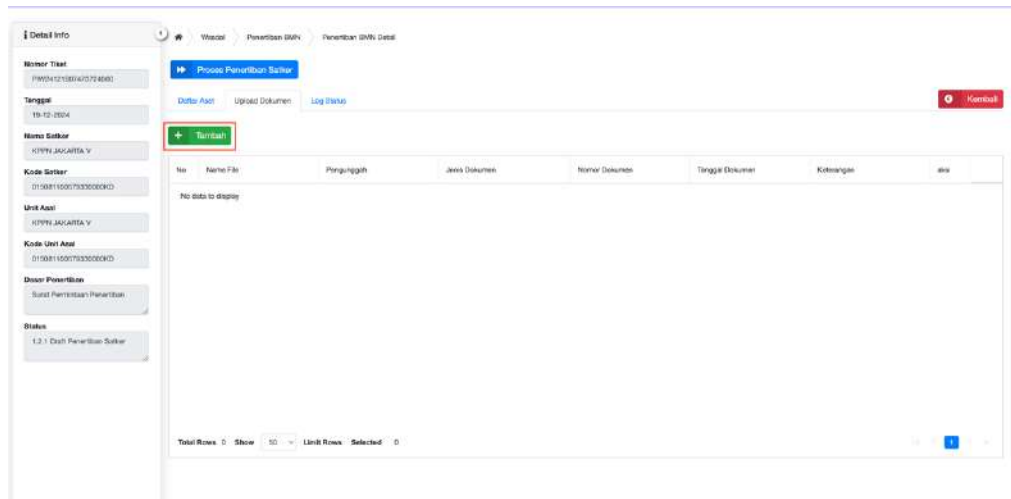 Detail Info
Nomor Tiket
Tanggal
19-12-2024
Nama Satker
KPPN JAKARTA V
Kode Satker
Unit Asal
KPPN JAKARTA V
Kode Unit Asal
Dasar Penertiban
Surat Permintaan Penertiban
Status
1.2.1 Draft Penertiban Satker
Wasdal Penertiban BMN Penertiban BMN Detail
Proses Penertiban Satker
Daftar Aset Upload Dokumen Log Status
Kembali
+ Tambah
No Nama File Pengunggah Jenis Dokumen Nomor Dokumen Tanggal Dokumen Keterangan aksi
No data to display
Total Rows 0 Show 50 Limit Rows Selected 0
1